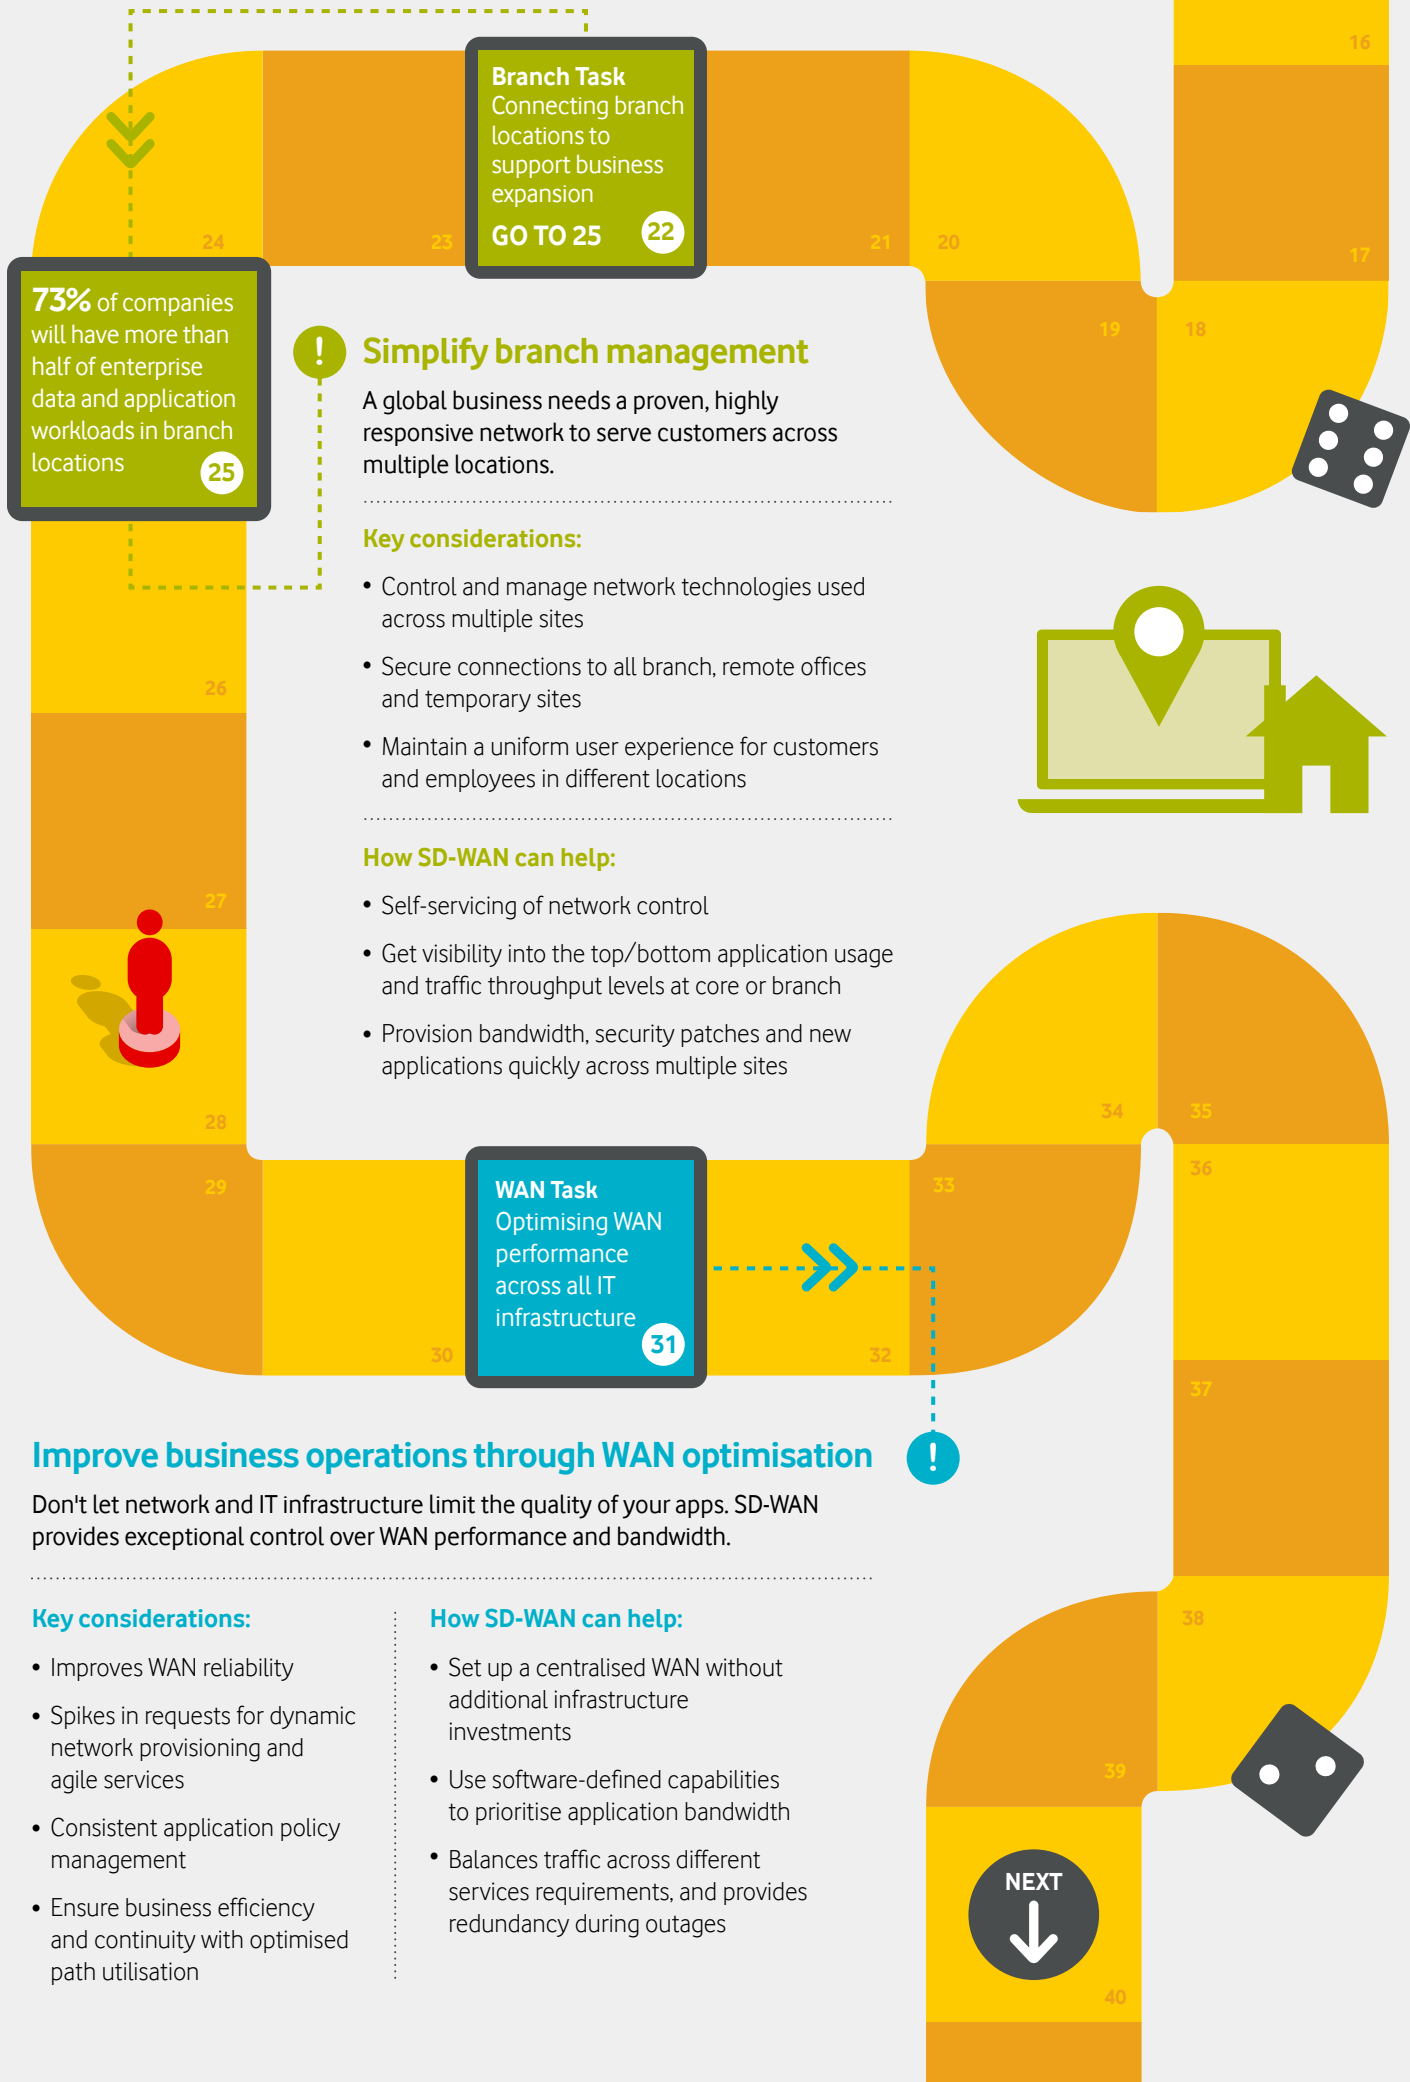 16
17
18
19
20
21
Branch Task
Connecting branch
locations to
support business
expansion
GO TO 25
22
23
24
73% of companies
will have more than
half of enterprise
data and application
workloads in branch
locations
25
!
Simplify branch management
A global business needs a proven, highly
responsive network to serve customers across
multiple locations.
Key considerations:
• Control and manage network technologies used
across multiple sites
• Secure connections to all branch, remote offices
and temporary sites
• Maintain a uniform user experience for customers
and employees in different locations
How SD-WAN can help:
• Self-servicing of network control
• Get visibility into the top/bottom application usage
and traffic throughput levels at core or branch
• Provision bandwidth, security patches and new
applications quickly across multiple sites
26
27
28
29
30
WAN Task
Optimising WAN
performance
across all IT
infrastructure
31
32
33
34
35
36
37
38
39
NEXT
40
Improve business operations through WAN optimisation
!
Don't let network and IT infrastructure limit the quality of your apps. SD-WAN
provides exceptional control over WAN performance and bandwidth.
Key considerations:
• Improves WAN reliability
• Spikes in requests for dynamic
network provisioning and
agile services
• Consistent application policy
management
• Ensure business efficiency
and continuity with optimised
path utilisation
How SD-WAN can help:
• Set up a centralised WAN without
additional infrastructure
investments
• Use software-defined capabilities
to prioritise application bandwidth
• Balances traffic across different
services requirements, and provides
redundancy during outages